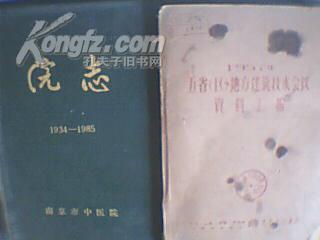 Kongfz.com
孔夫子旧书网
院志
1934—1985
南京市中医院
五省(区)地方建筑技术会议
资料汇编